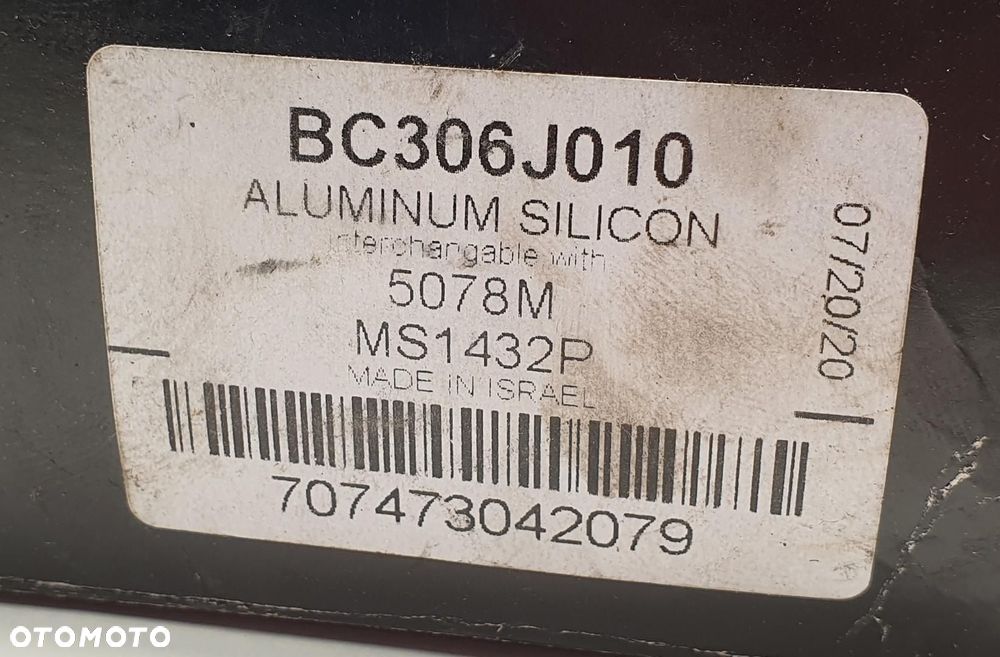 BC306J010
ALUMINUM SILICON
Interchangable with
5078M
MS1432P
MADE IN ISRAEL
707473042079
07/20/20
OTOMOTO